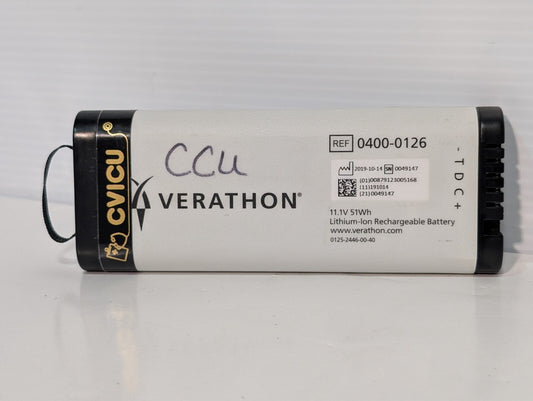 CVICU
CCU
VERATHON®
REF 0400-0126
2019-10-14 SN 0049147
(01)00879123005168
(11)191014
(21)0049147
11.1V 51Wh
Lithium-Ion Rechargeable Battery
www.verathon.com
0125-2446-00-40
- T D C +